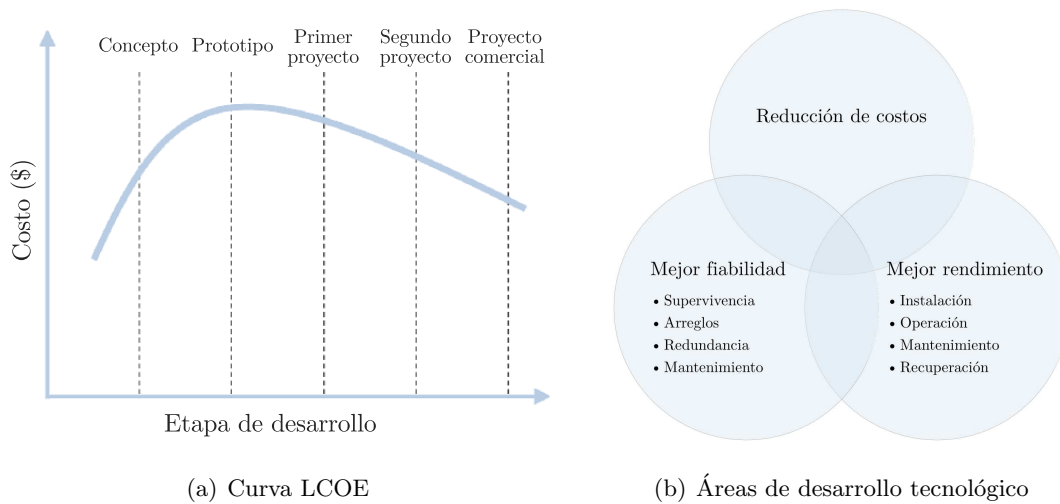 Concepto
Prototipo
Primer
proyecto
Segundo
proyecto
Proyecto
comercial
Costo ($)
Etapa de desarrollo
(a) Curva LCOE
Reducción de costos
Mejor fiabilidad
• Supervivencia
• Arreglos
• Redundancia
• Mantenimiento
Mejor rendimiento
• Instalación
• Operación
• Mantenimiento
• Recuperación
(b) Áreas de desarrollo tecnológico